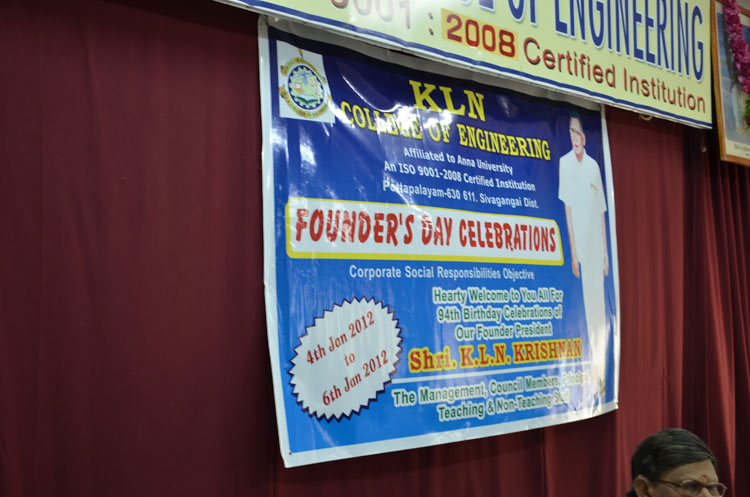 OF ENGINEERING
: 2008 Certified Institution
KLN
COLLEGE OF ENGINEERING
Affiliated to Anna University
An ISO 9001-2008 Certified Institution
Pottapalayam-630 611. Sivagangai Dist.
FOUNDER'S DAY CELEBRATIONS
Corporate Social Responsibilities Objective
Hearty Welcome to You All For
94th Birthday Celebrations of
Our Founder President
Shri. K.L.N. KRISHNAN
4th Jan 2012
to
6th Jan 2012
The Management, Council Members,
Teaching & Non-Teaching